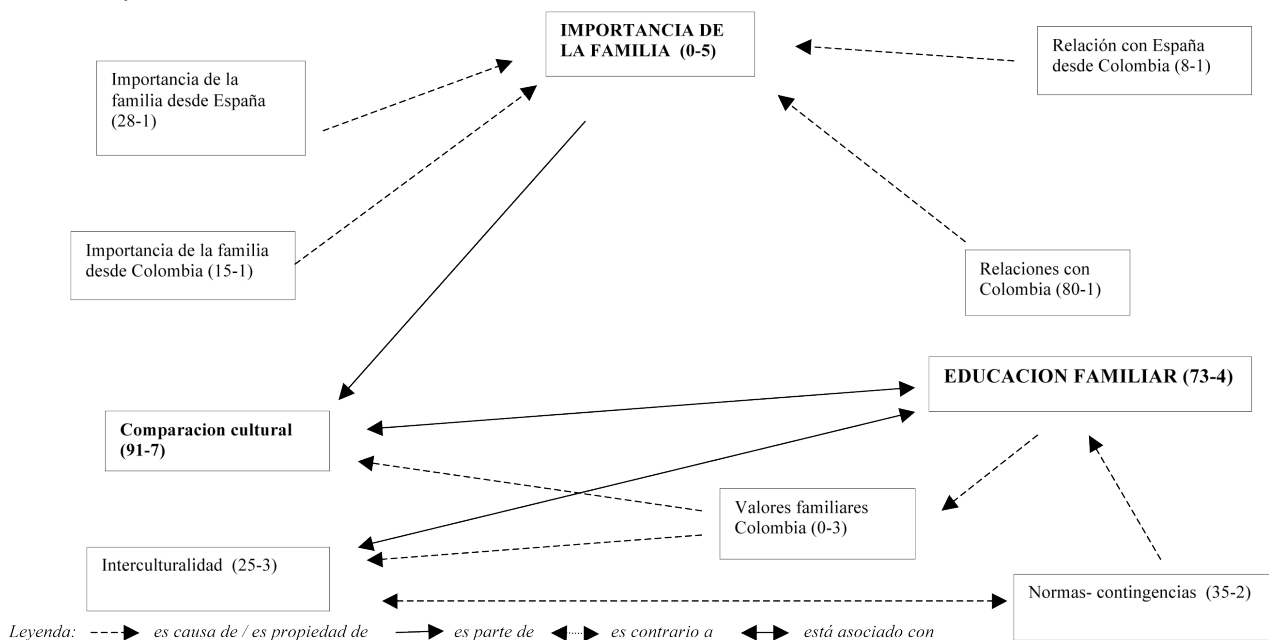 IMPORTANCIA DE
LA FAMILIA (0-5)
Relación con España
desde Colombia (8-1)
Importancia de la
familia desde España
(28-1)
Importancia de la familia
desde Colombia (15-1)
Relaciones con
Colombia (80-1)
EDUCACION FAMILIAR (73-4)
Comparacion cultural
(91-7)
Valores familiares
Colombia (0-3)
Interculturalidad (25-3)
Normas- contingencias (35-2)
Leyenda: es causa de / es propiedad de es parte de es contrario a está asociado con